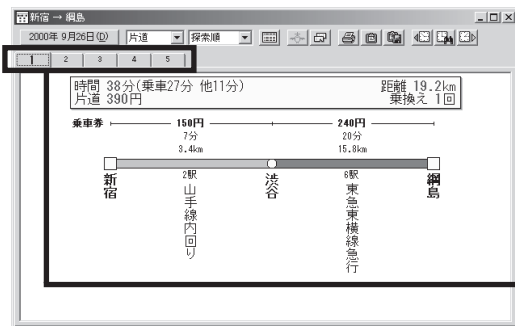 新宿 → 綱島
2000年 9月26日(D) 片道 探索順
1 2 3 4 5
時間 38分(乗車27分 他11分) 距離 19.2km
片道 390円 乗換え 1回
乗車券 150円 240円
7分 20分
3.4km 15.8km
2駅 6駅
新宿 渋谷 綱島
山手線内回り 東急東横線急行